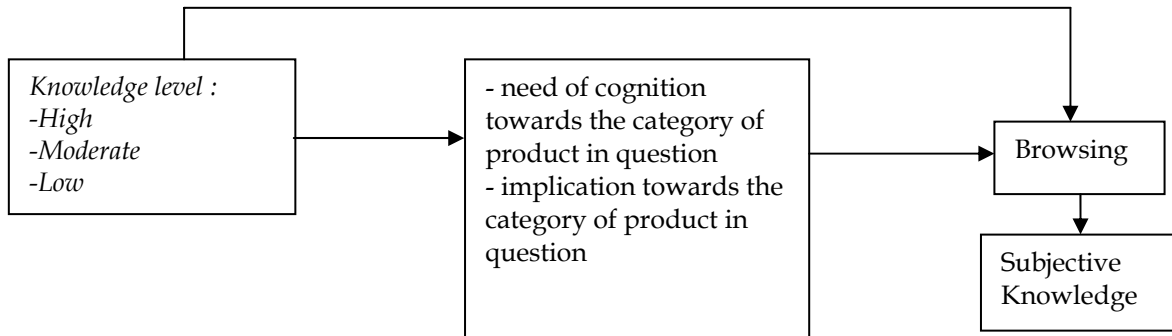 Knowledge level :
-High
-Moderate
-Low
- need of cognition
towards the category of
product in question
- implication towards the
category of product in
question
Browsing
Subjective
Knowledge